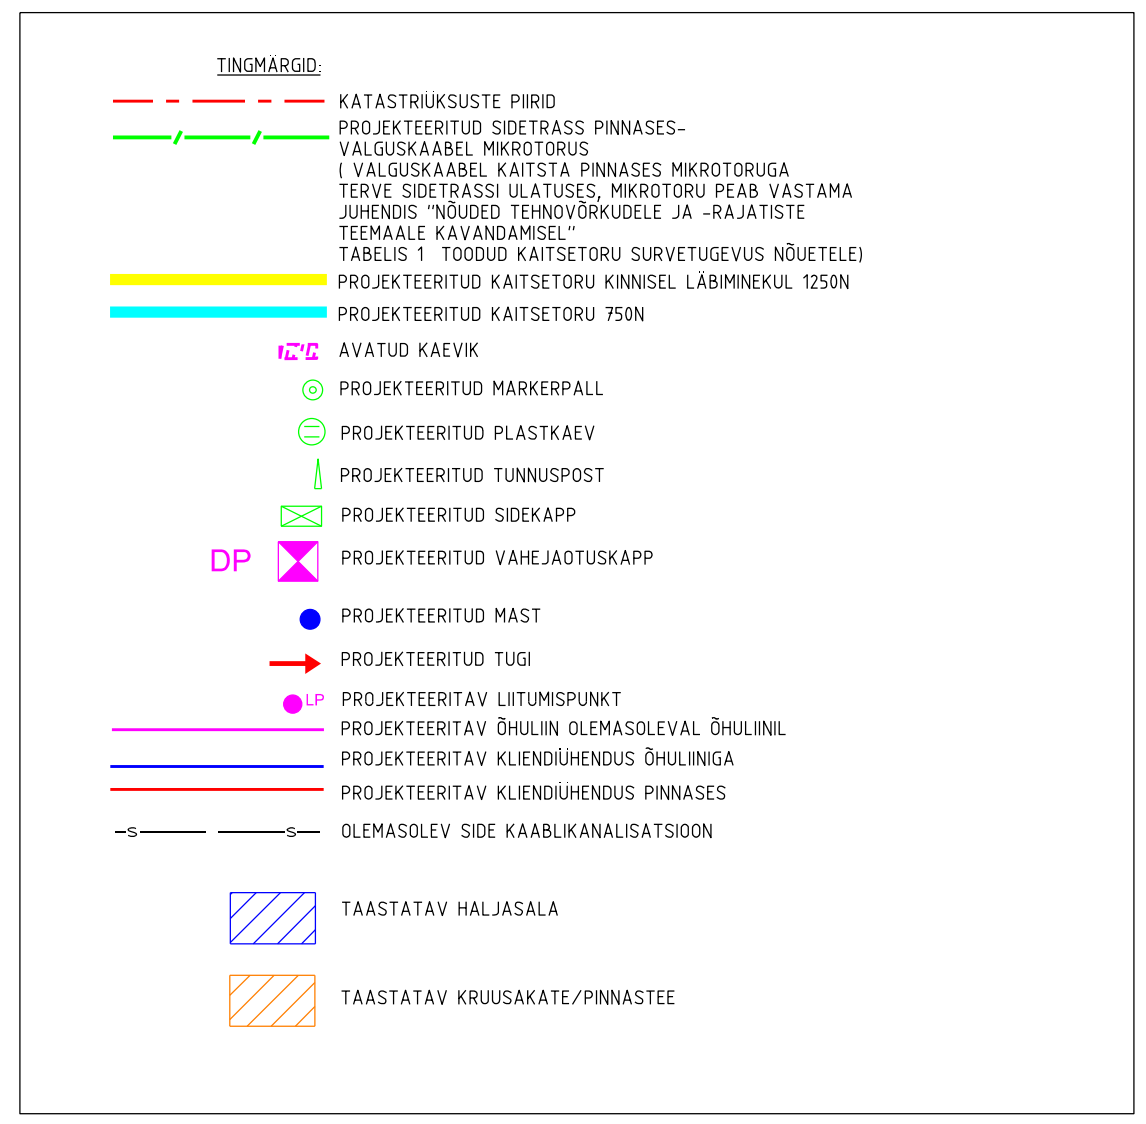 TINGMÄRGID:
KATASTRIÜKSUSTE PIIRID
PROJEKTEERITUD SIDETRASS PINNASES-
VALGUSKAABEL MIKROTORUS
( VALGUSKAABEL KAITSTA PINNASES MIKROTORUGA
TERVE SIDETRASSI ULATUSES, MIKROTORU PEAB VASTAMA
JUHENDIS "NÕUDED TEHNOVÕRKUDELE JA -RAJATISTE
TEEMAALE KAVANDAMISEL"
TABELIS 1 TOODUD KAITSETORU SURVETUGEVUS NÕUETELE)
PROJEKTEERITUD KAITSETORU KINNISEL LÄBIMINEKUL 1250N
PROJEKTEERITUD KAITSETORU 750N
AVATUD KAEVIK
PROJEKTEERITUD MARKERPALL
PROJEKTEERITUD PLASTKAEV
PROJEKTEERITUD TUNNUSPOST
PROJEKTEERITUD SIDEKAPP
DP PROJEKTEERITUD VAHEJAOTUSKAPP
PROJEKTEERITUD MAST
PROJEKTEERITUD TUGI
LP PROJEKTEERITAV LIITUMISPUNKT
PROJEKTEERITAV ÕHULIIN OLEMASOLEVAL ÕHULIINIL
PROJEKTEERITAV KLIENDIÜHENDUS ÕHULIINIGA
PROJEKTEERITAV KLIENDIÜHENDUS PINNASES
S S OLEMASOLEV SIDE KAABLIKANALISATSIOON
TAASTATAV HALJASALA
TAASTATAV KRUUSAKATE/PINNASTEE